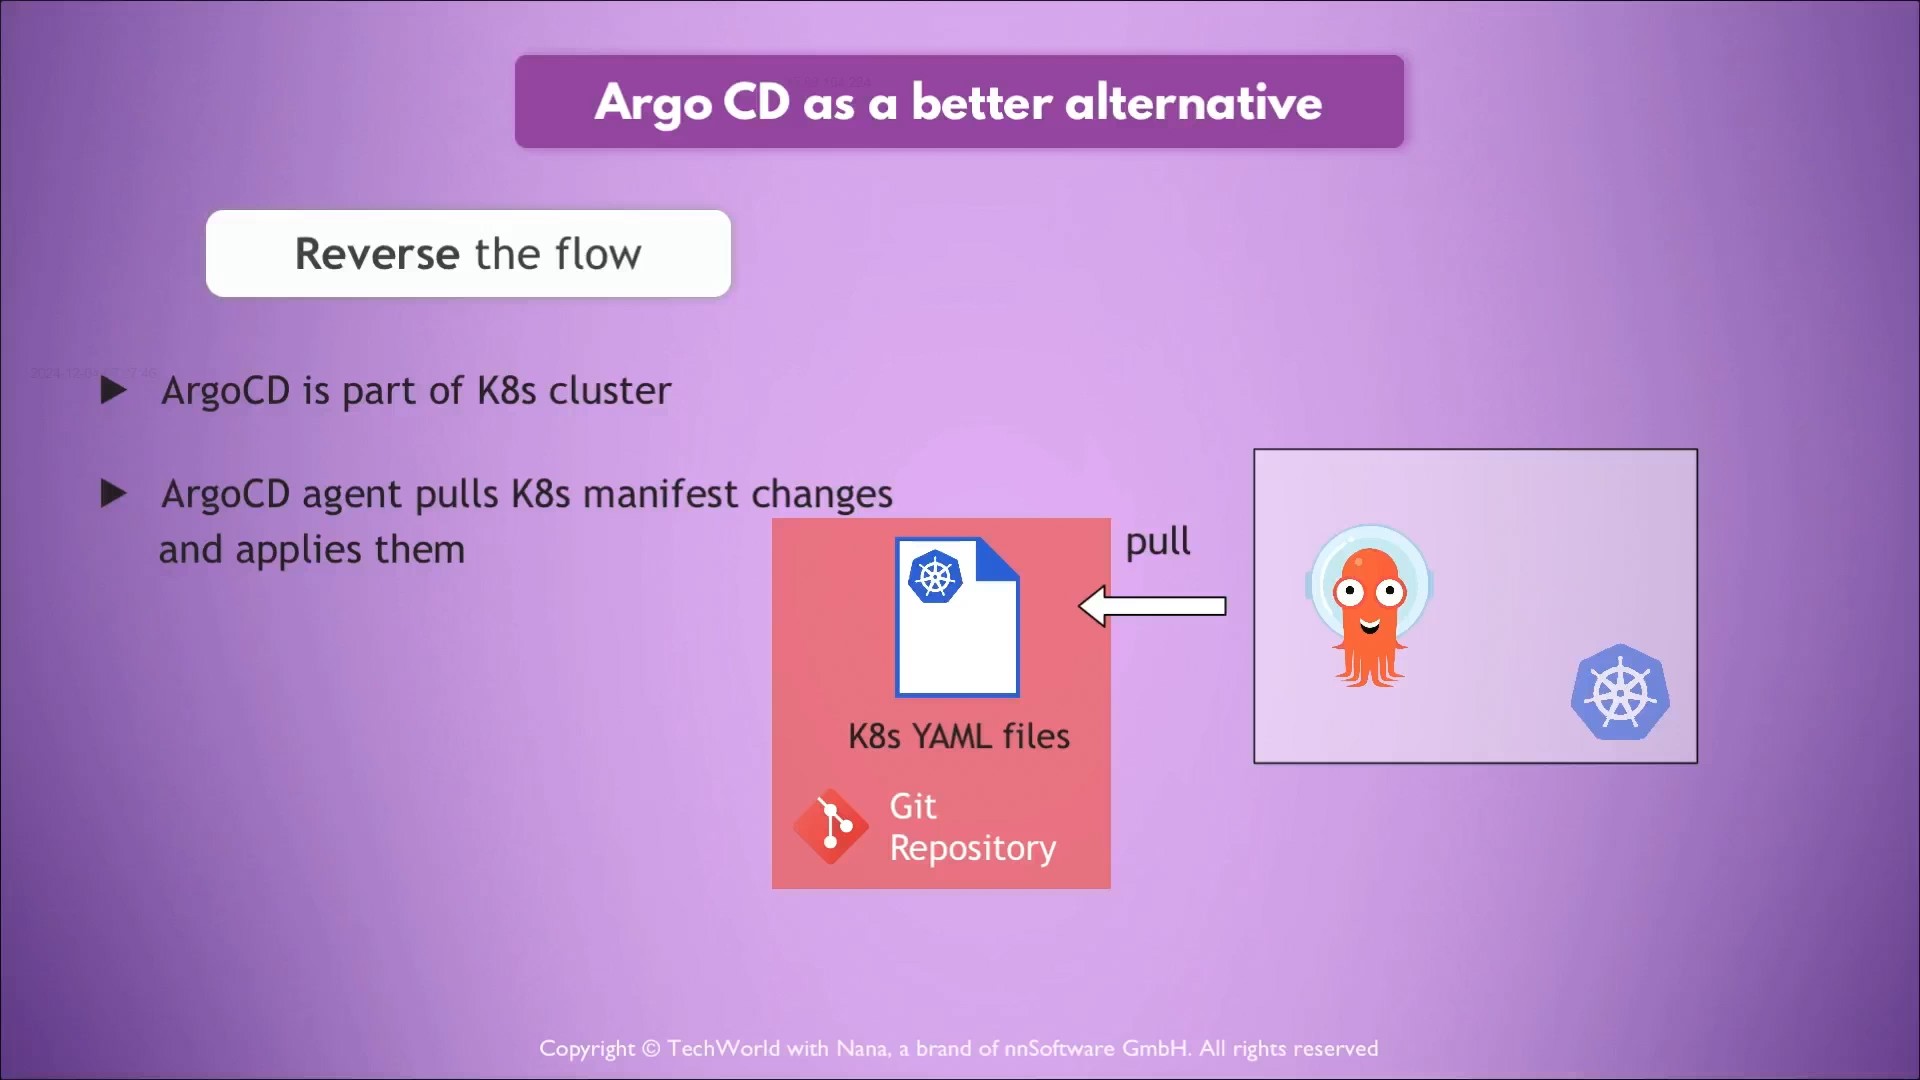 Argo CD as a better alternative
Reverse the flow
ArgoCD is part of K8s cluster
ArgoCD agent pulls K8s manifest changes
and applies them
pull
K8s YAML files
Git
Repository
Copyright © TechWorld with Nana, a brand of nnSoftware GmbH. All rights reserved